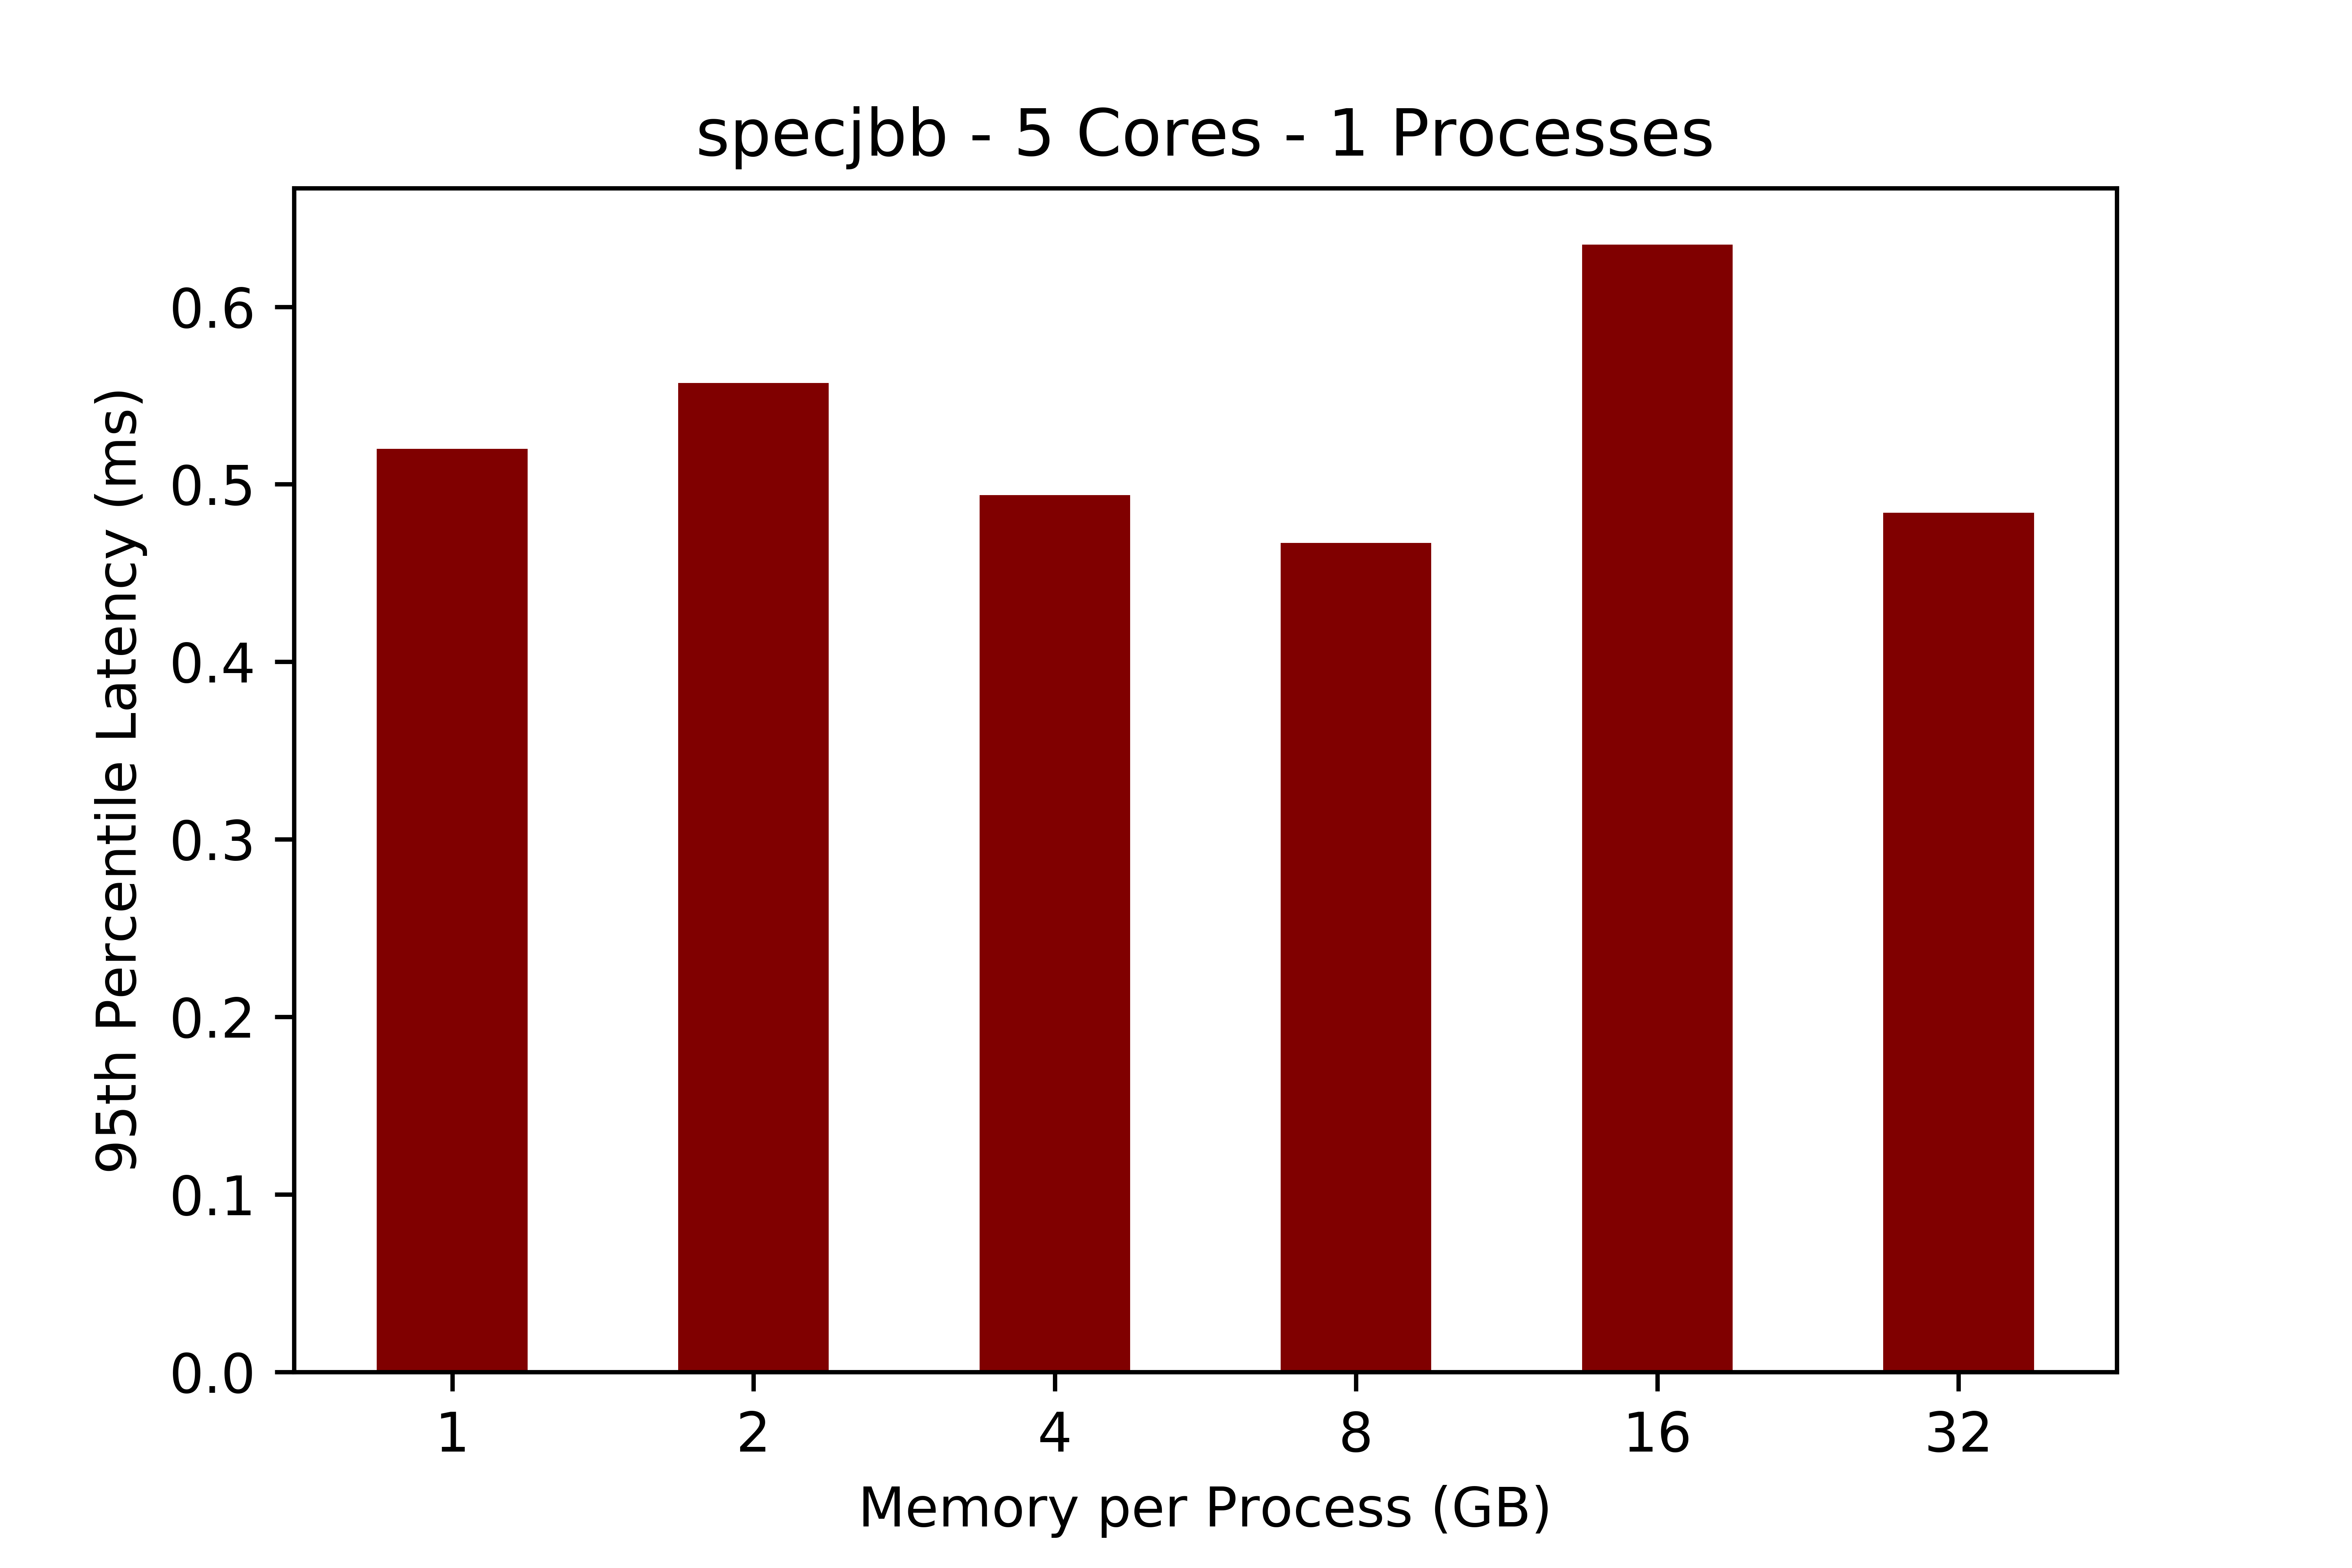 specjbb - 5 Cores - 1 Processes
95th Percentile Latency (ms)
0.6
0.5
0.4
0.3
0.2
0.1
0.0
1 2 4 8 16 32
Memory per Process (GB)